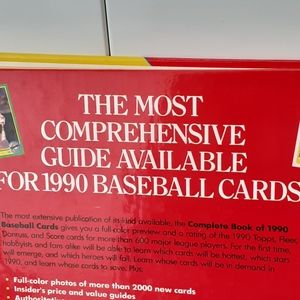 THE MOST
COMPREHENSIVE
GUIDE AVAILABLE
FOR 1990 BASEBALL CARDS
The most extensive publication of its kind available, the Complete Book of 1990
Baseball Cards gives you a full-color preview and a rating of the 1990 Topps, Fleer,
Donruss, and Score cards for more than 600 major league players. For the first time,
hobbyists and fans alike will be able to learn which cards will be hottest, which stars
will emerge, and which heroes will fall. Learn whose cards will be in demand in
1990, and learn whose cards to save. Plus:
• Full-color photos of more than 2000 new cards
• Insider's price and value guides